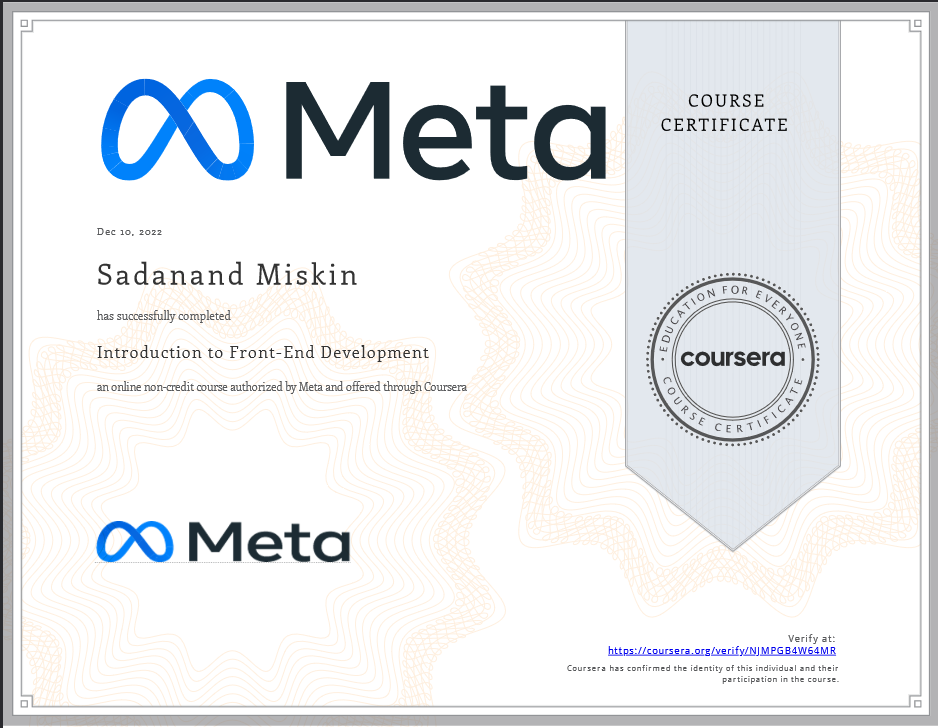 Meta
COURSE
CERTIFICATE
Dec 10, 2022
Sadanand Miskin
has successfully completed
Introduction to Front-End Development
an online non-credit course authorized by Meta and offered through Coursera
EDUCATION FOR EVERYONE
coursera
COURSE CERTIFICATE
Meta
Verify at:
https://coursera.org/verify/NJMPGB4W64MR
Coursera has confirmed the identity of this individual and their
participation in the course.